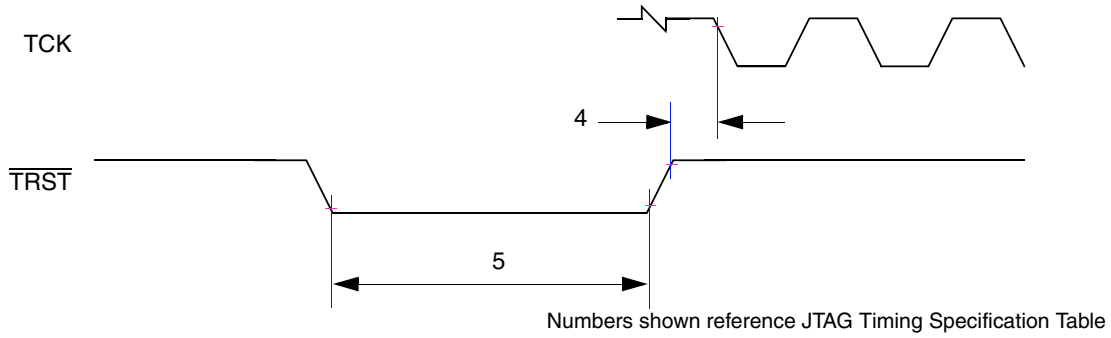 TCK
4
TRST
5
Numbers shown reference JTAG Timing Specification Table